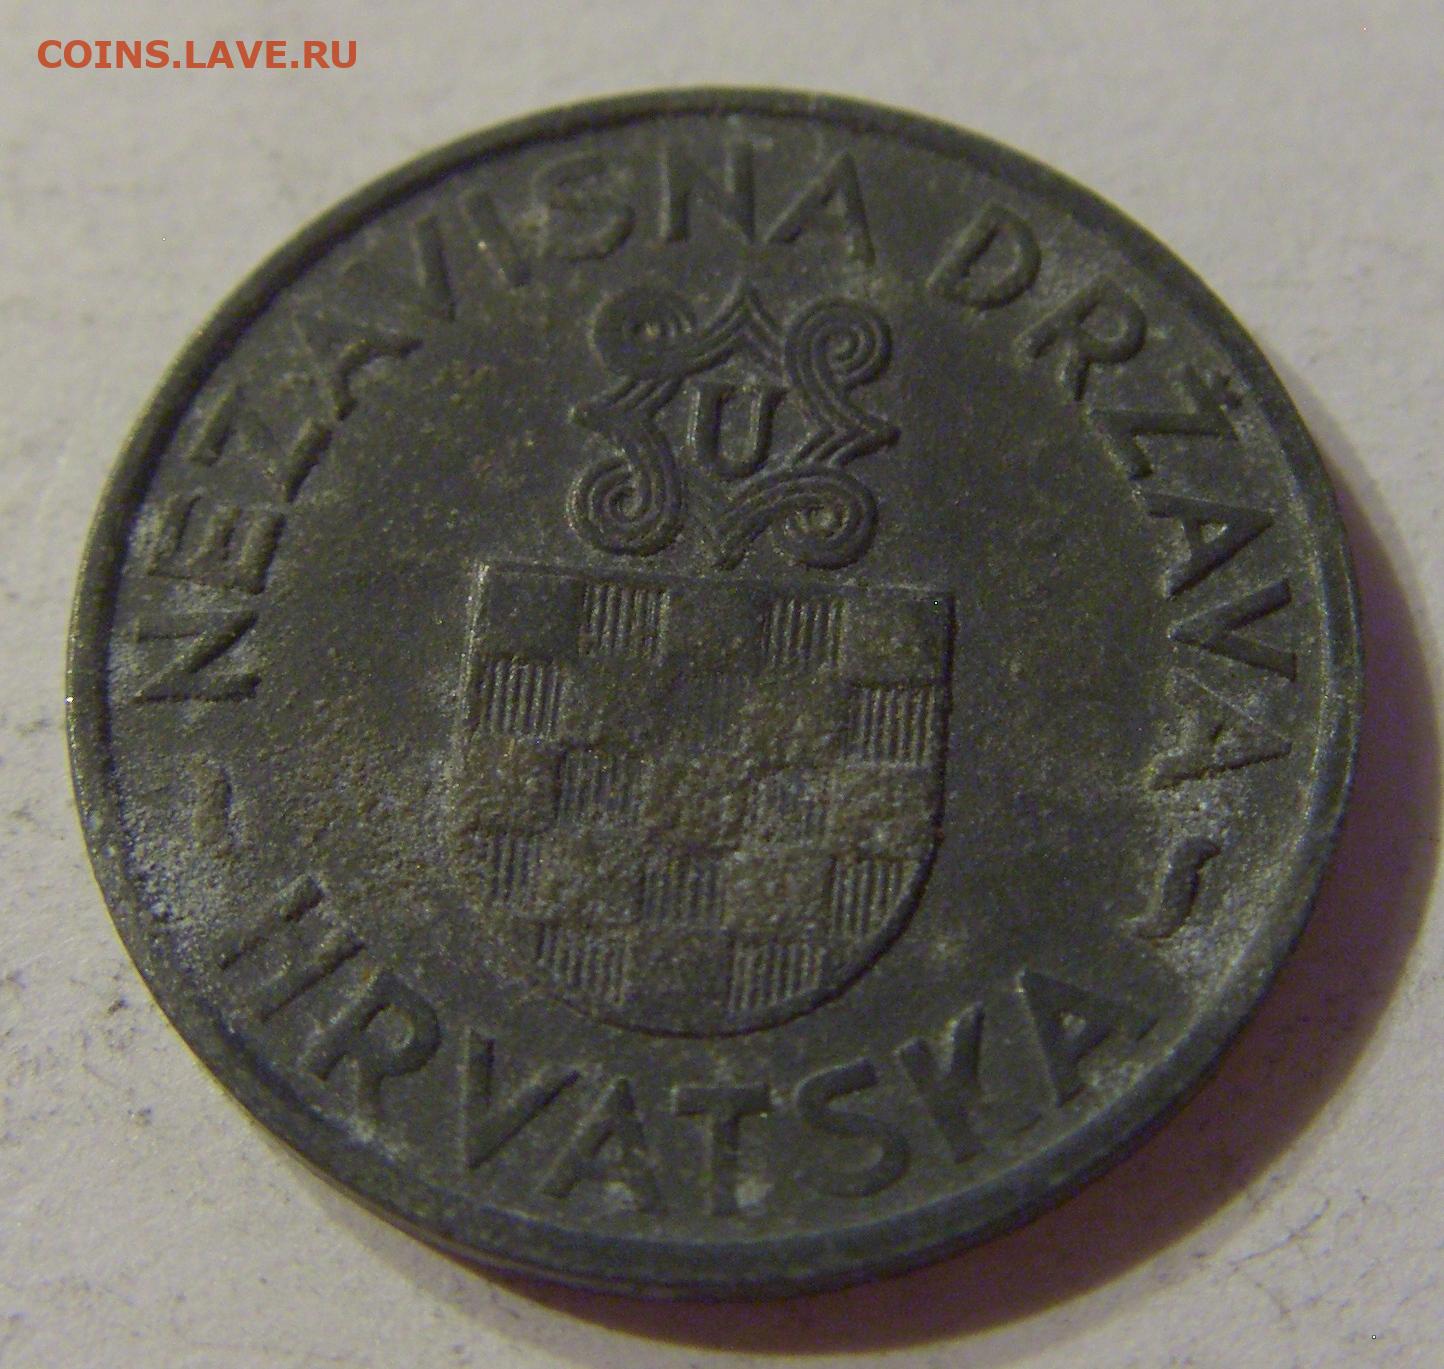 COINS.LAVE.RU
NEZAVISNA DRŽAVA
- HRVATSKA -
U